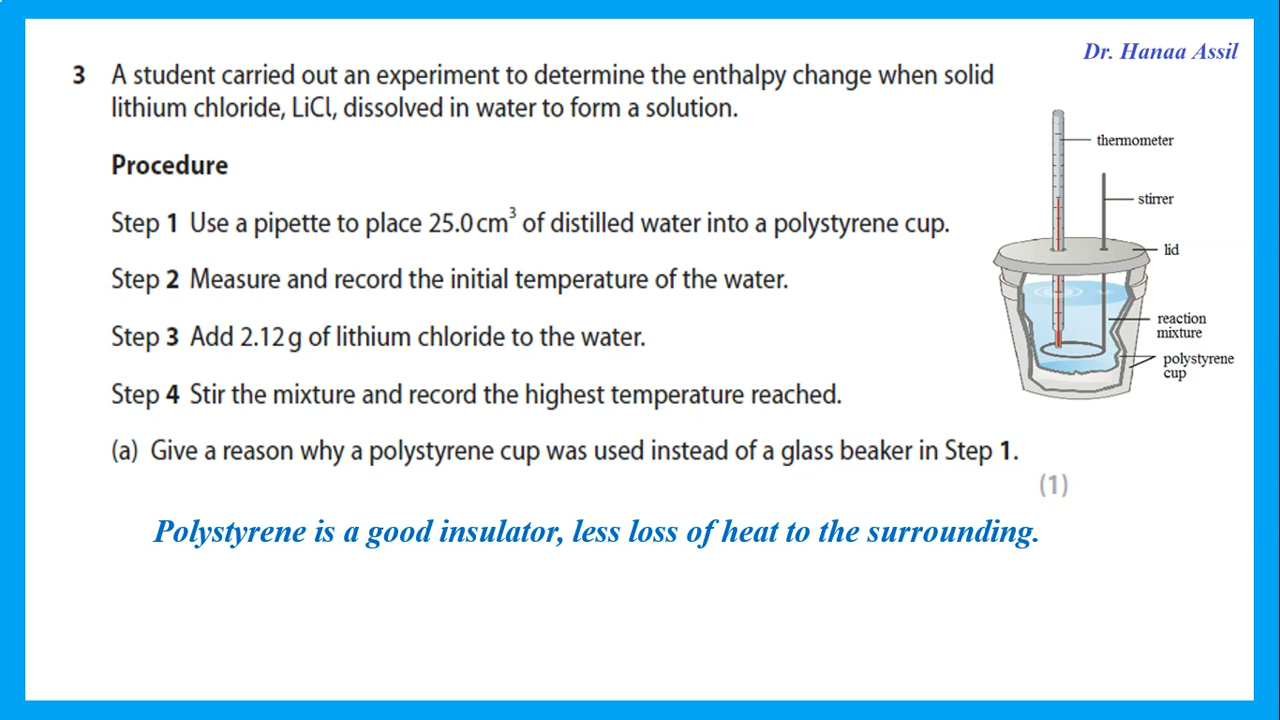 Dr. Hanaa Assil
3 A student carried out an experiment to determine the enthalpy change when solid
lithium chloride, LiCl, dissolved in water to form a solution.
Procedure
Step 1 Use a pipette to place 25.0 cm³ of distilled water into a polystyrene cup.
Step 2 Measure and record the initial temperature of the water.
Step 3 Add 2.12 g of lithium chloride to the water.
Step 4 Stir the mixture and record the highest temperature reached.
thermometer
stirrer
lid
reaction
mixture
polystyrene
cup
(a) Give a reason why a polystyrene cup was used instead of a glass beaker in Step 1.
(1)
Polystyrene is a good insulator, less loss of heat to the surrounding.